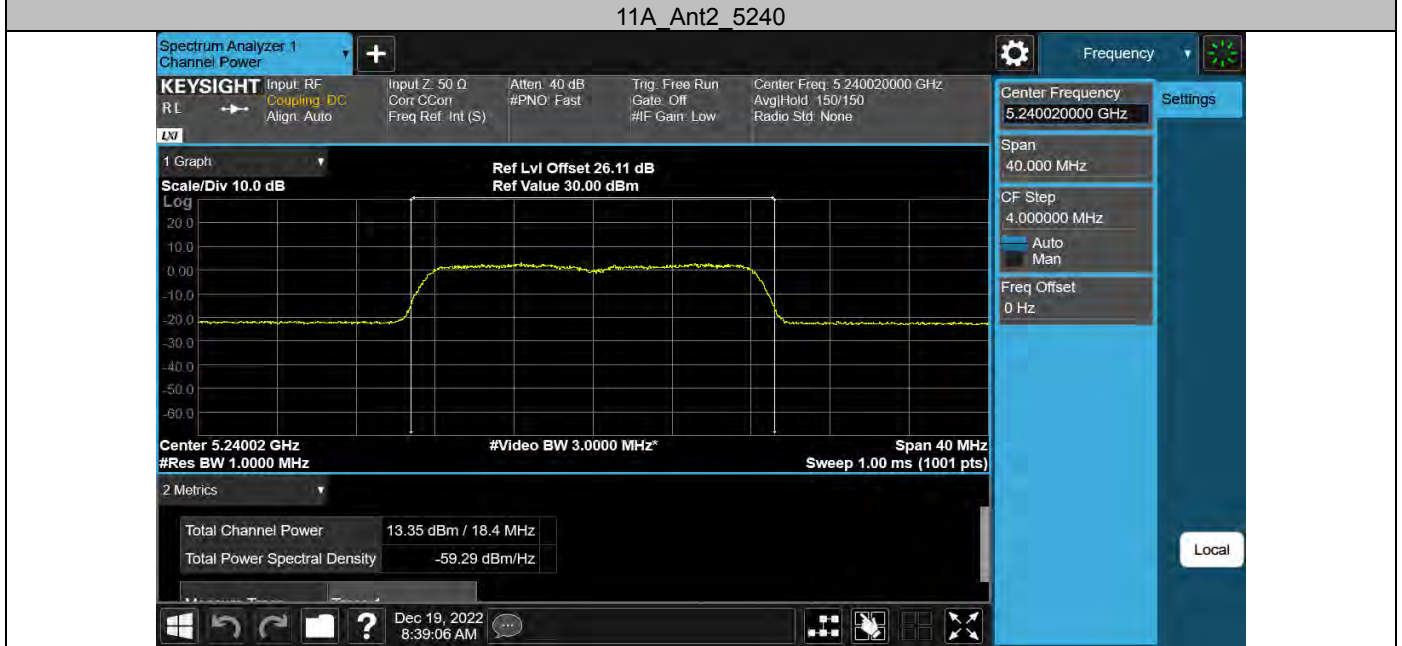 11A_Ant2_5240
Spectrum Analyzer 1
Channel Power
Frequency
KEYSIGHT
R L
LXI
Input: RF
Coupling: DC
Align: Auto
Input Z: 50 Ω
Corr CCorr
Freq Ref: Int (S)
Atten: 40 dB
#PNO: Fast
Trig: Free Run
Gate: Off
#IF Gain: Low
Center Freq: 5.240020000 GHz
Avg|Hold: 150/150
Radio Std: None
Center Frequency
5.240020000 GHz
Settings
Span
40.000 MHz
CF Step
4.000000 MHz
Auto
Man
Freq Offset
0 Hz
1 Graph
Scale/Div 10.0 dB
Ref Lvl Offset 26.11 dB
Ref Value 30.00 dBm
Log
20.0
10.0
0.00
-10.0
-20.0
-30.0
-40.0
-50.0
-60.0
Center 5.24002 GHz
#Video BW 3.0000 MHz*
Span 40 MHz
#Res BW 1.0000 MHz
Sweep 1.00 ms (1001 pts)
2 Metrics
Total Channel Power 13.35 dBm / 18.4 MHz
Total Power Spectral Density -59.29 dBm/Hz
Local
?
Dec 19, 2022
8:39:06 AM